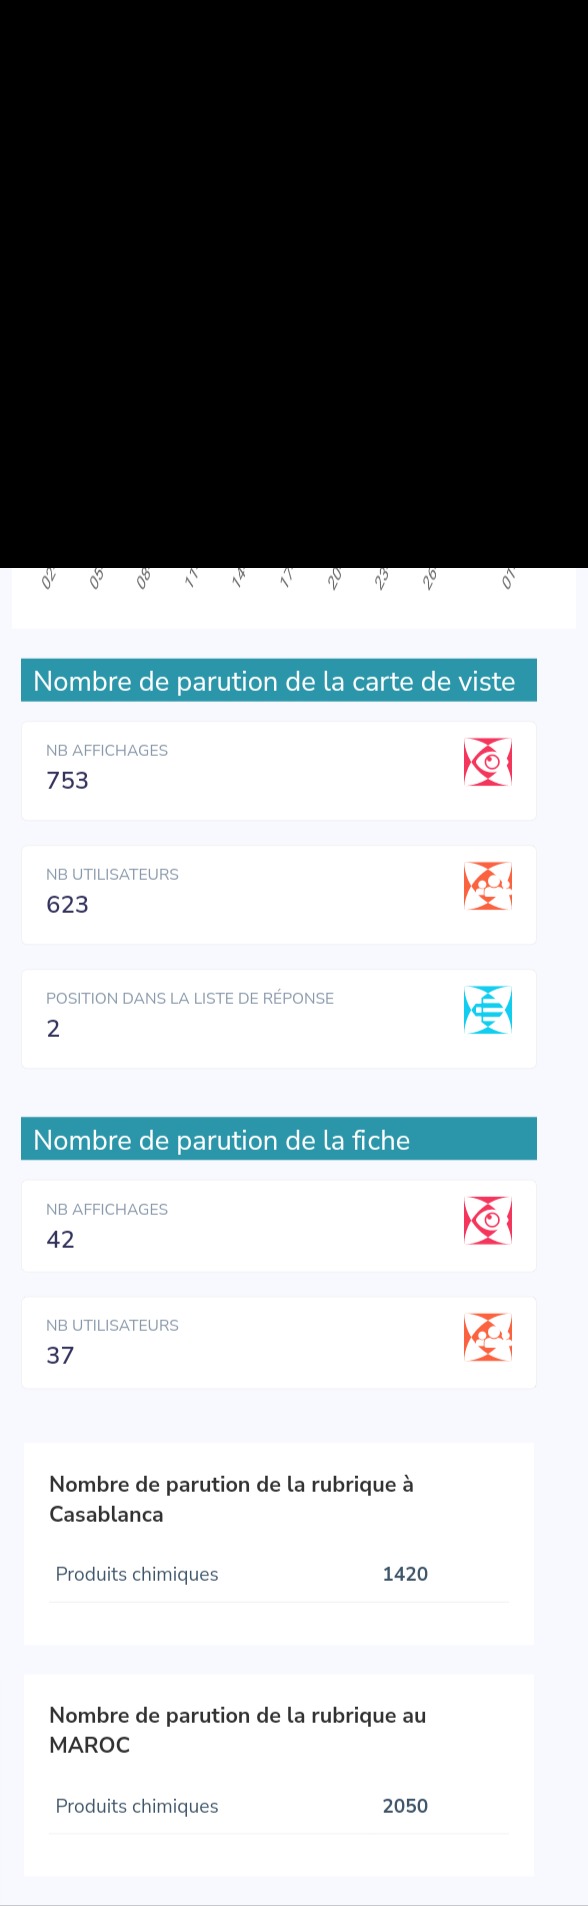 02
05
08
11
14
17
20
23
26
01
Nombre de parution de la carte de viste
NB AFFICHAGES
753
NB UTILISATEURS
623
POSITION DANS LA LISTE DE RÉPONSE
2
Nombre de parution de la fiche
NB AFFICHAGES
42
NB UTILISATEURS
37
Nombre de parution de la rubrique à
Casablanca
Produits chimiques 1420
Nombre de parution de la rubrique au
MAROC
Produits chimiques 2050